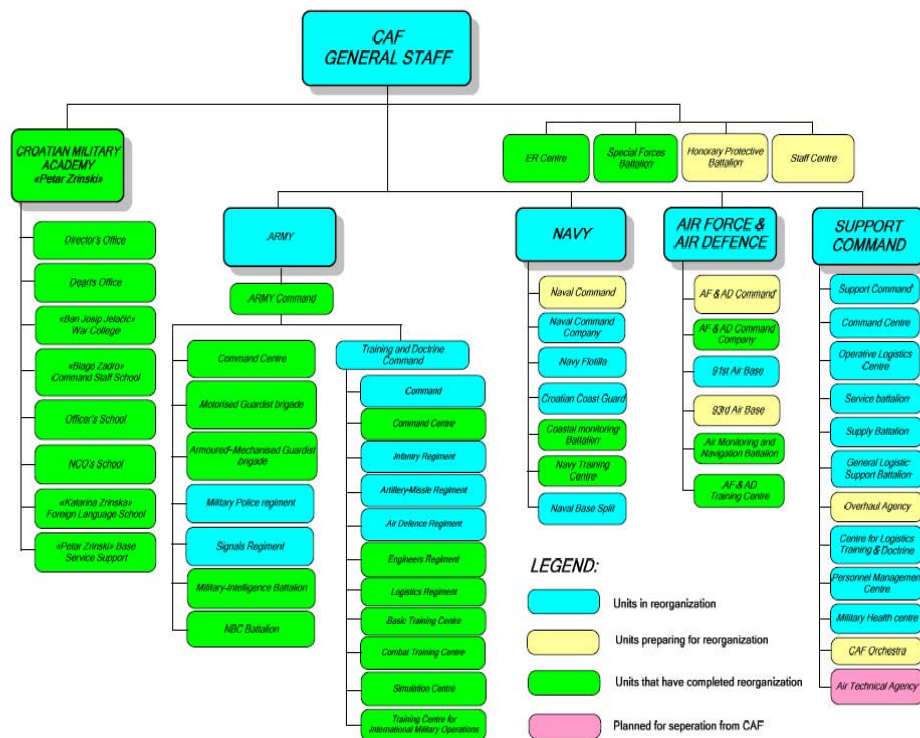 CAF
GENERAL STAFF
CROATIAN MILITARY
ACADEMY
«Petar Zrinski»
ER Centre
Special Forces
Battalion
Honorary Protective
Battalion
Staff Centre
Director's Office
Dean's Office
«Ban Josip Jelačić»
War College
«Blago Zadro»
Command Staff School
Officer's School
NCO's School
«Katarina Zrinska»
Foreign Language School
«Petar Zrinski» Base
Service Support
ARMY
ARMY Command
Command Centre
Motorised Guardist brigade
Armoured-Mechanised Guardist
brigade
Military Police regiment
Signals Regiment
Military-Intelligence Battalion
NBC Battalion
Training and Doctrine
Command
Command
Command Centre
Infantry Regiment
Artillery-Missle Regiment
Air Defence Regiment
Engineers Regiment
Logistics Regiment
Basic Training Centre
Combat Training Centre
Simulation Centre
Training Centre for
International Military Operations
NAVY
Naval Command
Naval Command
Company
Navy Flotilla
Croatian Coast Guard
Coastal monitoring
Battalion
Navy Training
Centre
Naval Base Split
AIR FORCE &
AIR DEFENCE
AF & AD Command
AF & AD Command
Company
91st Air Base
93rd Air Base
Air Monitoring and
Navigation Battalion
AF & AD
Training Centre
SUPPORT
COMMAND
Support Command
Command Centre
Operative Logistics
Centre
Service battalion
Supply Battalion
General Logistic
Support Battalion
Overhaul Agency
Centre for Logistics
Training & Doctrine
Personnel Management
Centre
Military Health centre
CAF Orchestra
Air Technical Agency
LEGEND:
Units in reorganization
Units preparing for reorganization
Units that have completed reorganization
Planned for seperation from CAF